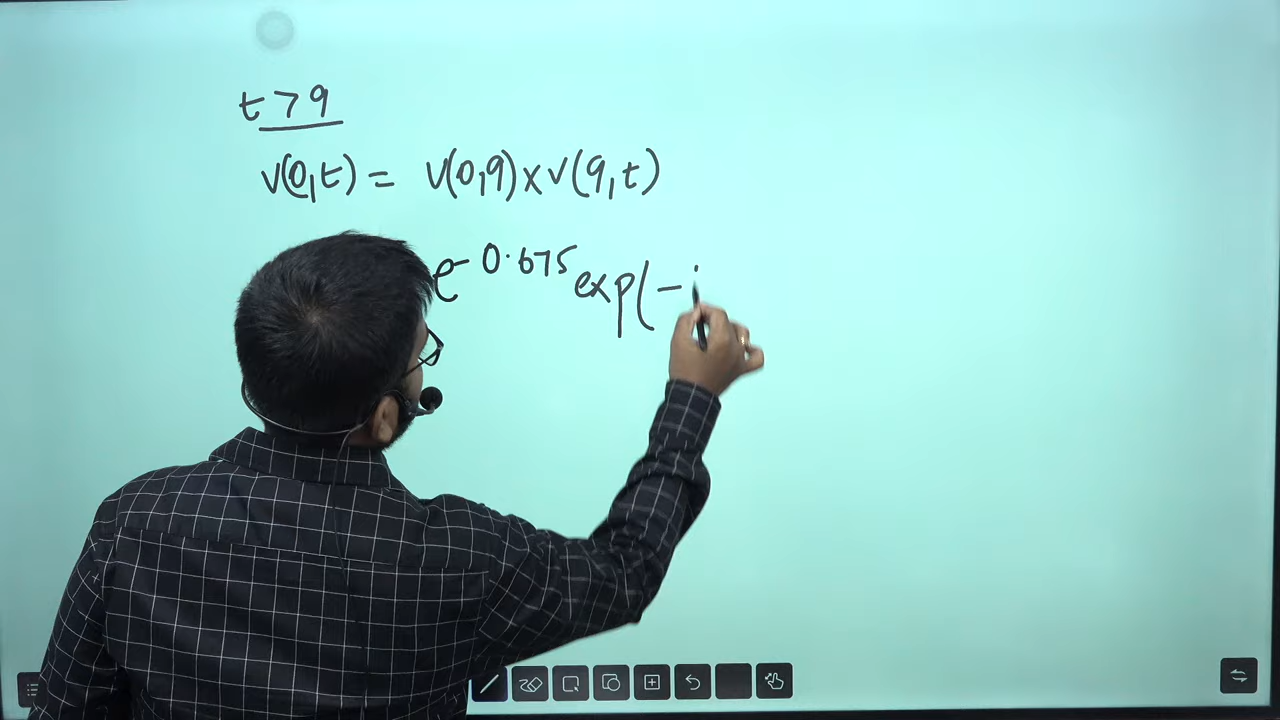 t > 9
v(0,t) = v(0,9) x v(9,t)
e^-0.675 exp(-